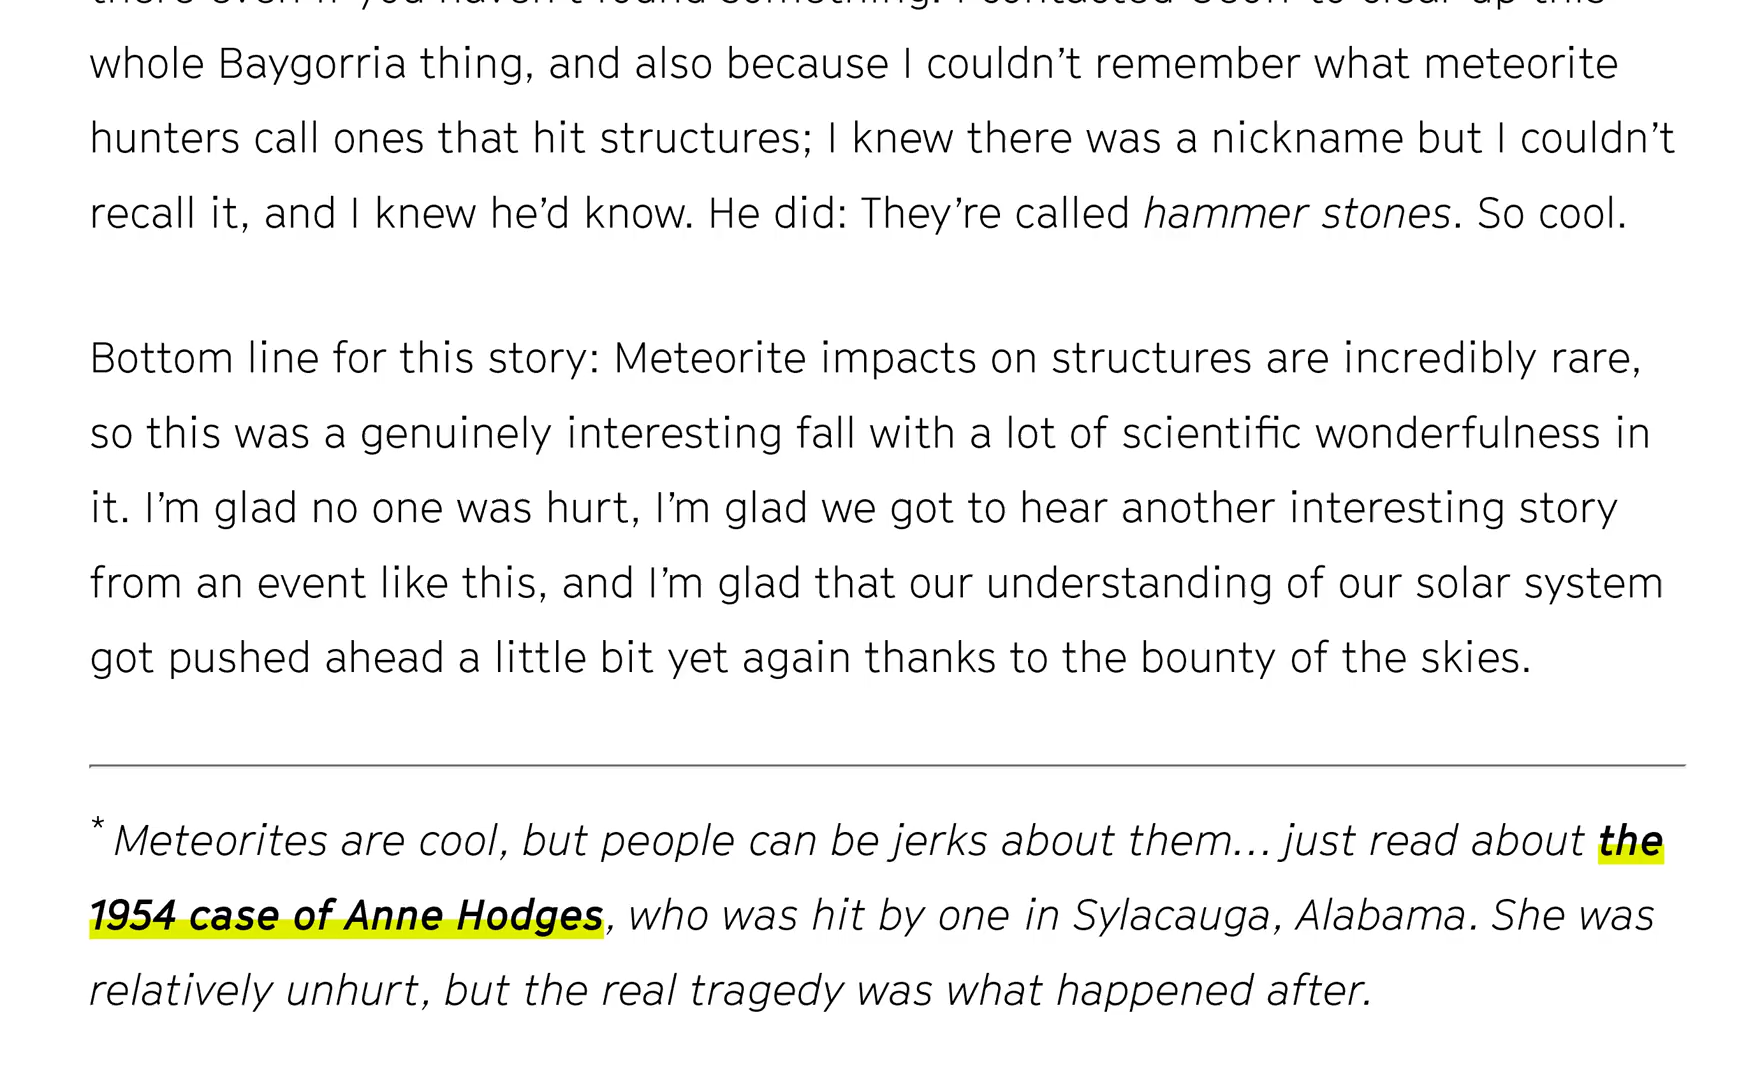 whole Baygorria thing, and also because I couldn’t remember what meteorite
hunters call ones that hit structures; I knew there was a nickname but I couldn’t
recall it, and I knew he’d know. He did: They’re called hammer stones. So cool.
Bottom line for this story: Meteorite impacts on structures are incredibly rare,
so this was a genuinely interesting fall with a lot of scientific wonderfulness in
it. I’m glad no one was hurt, I’m glad we got to hear another interesting story
from an event like this, and I’m glad that our understanding of our solar system
got pushed ahead a little bit yet again thanks to the bounty of the skies.
* Meteorites are cool, but people can be jerks about them… just read about the
1954 case of Anne Hodges, who was hit by one in Sylacauga, Alabama. She was
relatively unhurt, but the real tragedy was what happened after.